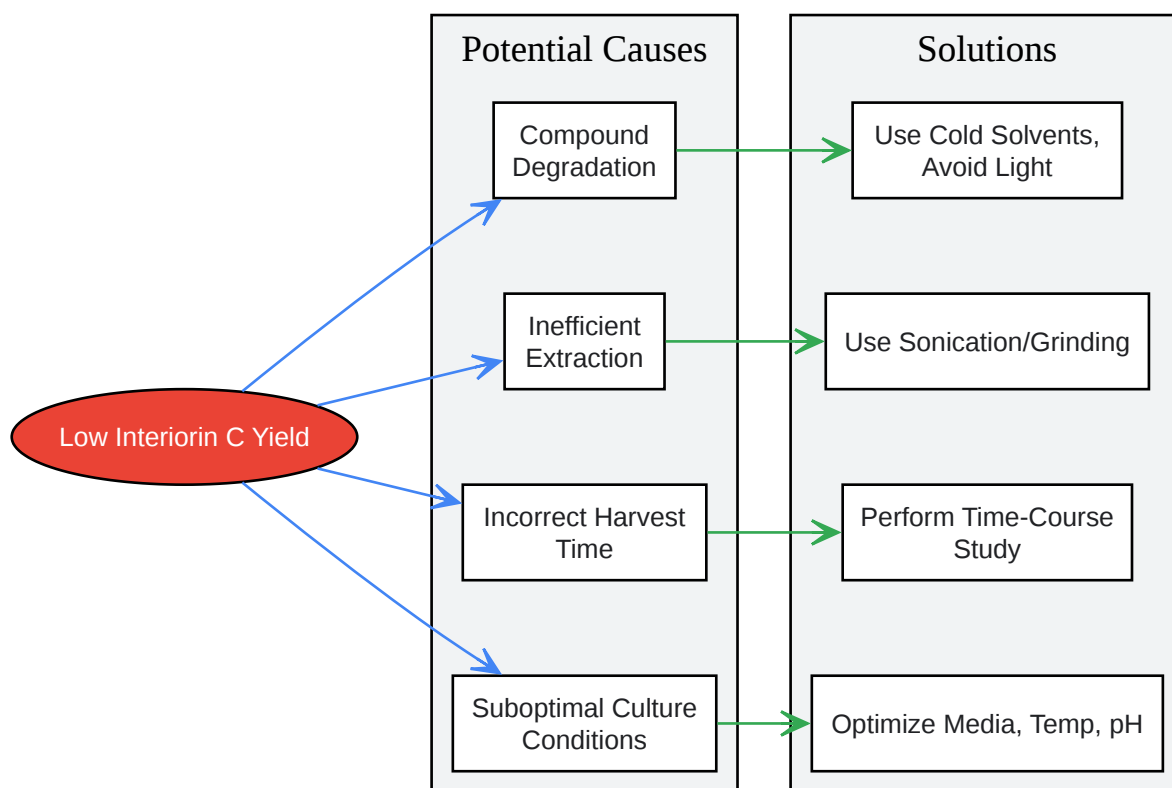 Potential Causes
Solutions
Compound
Degradation
Use Cold Solvents,
Avoid Light
Inefficient
Extraction
Use Sonication/Grinding
Low Interiorin C Yield
Incorrect Harvest
Time
Perform Time-Course
Study
Suboptimal Culture
Conditions
Optimize Media, Temp, pH